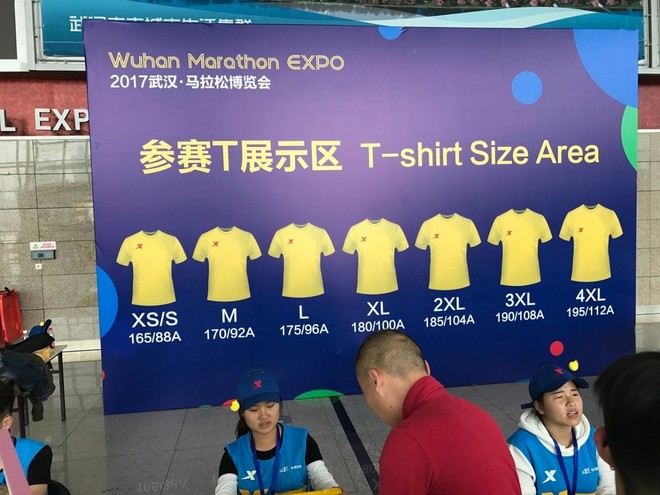 L EXPO
Wuhan Marathon EXPO
2017武汉·马拉松博览会
参赛T展示区 T-shirt Size Area
XS/S M L XL 2XL 3XL 4XL
165/88A 170/92A 175/96A 180/100A 185/104A 190/108A 195/112A